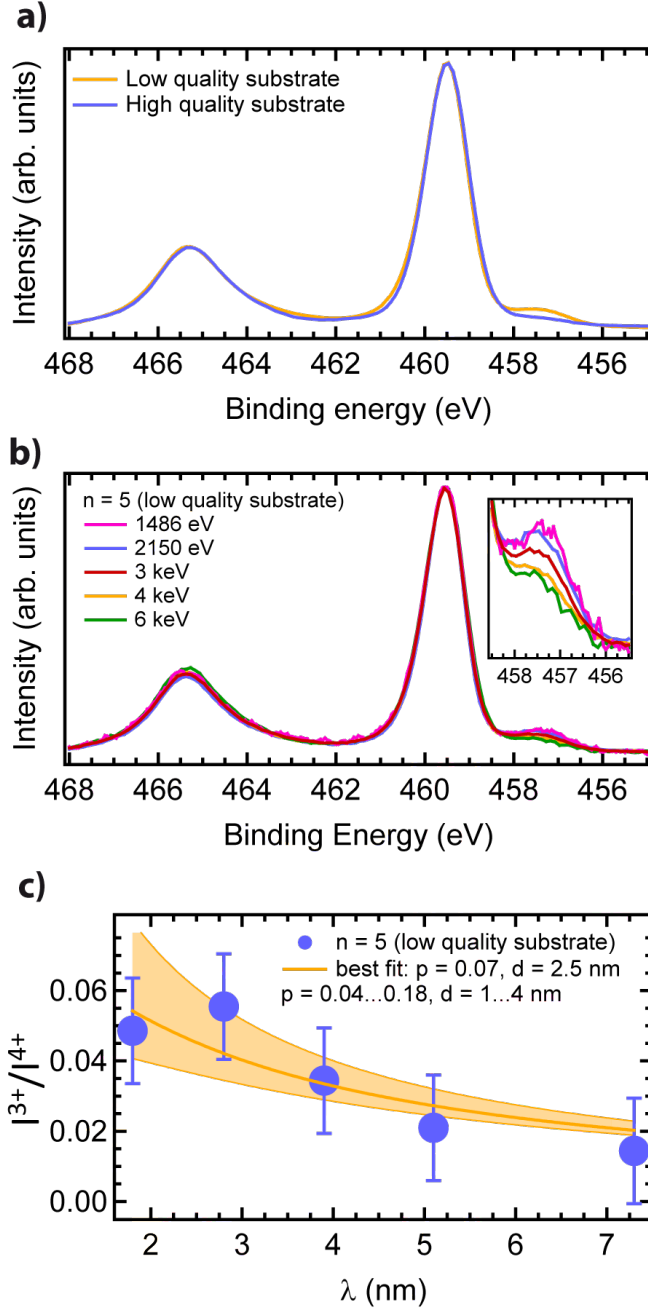 a)
Intensity (arb. units)
Low quality substrate
High quality substrate
468 466 464 462 460 458 456
Binding energy (eV)
b)
Intensity (arb. units)
n = 5 (low quality substrate)
1486 eV
2150 eV
3 keV
4 keV
6 keV
458 457 456
468 466 464 462 460 458 456
Binding Energy (eV)
c)
I³⁺/I⁴⁺
n = 5 (low quality substrate)
best fit: p = 0.07, d = 2.5 nm
p = 0.04...0.18, d = 1...4 nm
0.06
0.04
0.02
0.00
2 3 4 5 6 7
λ (nm)